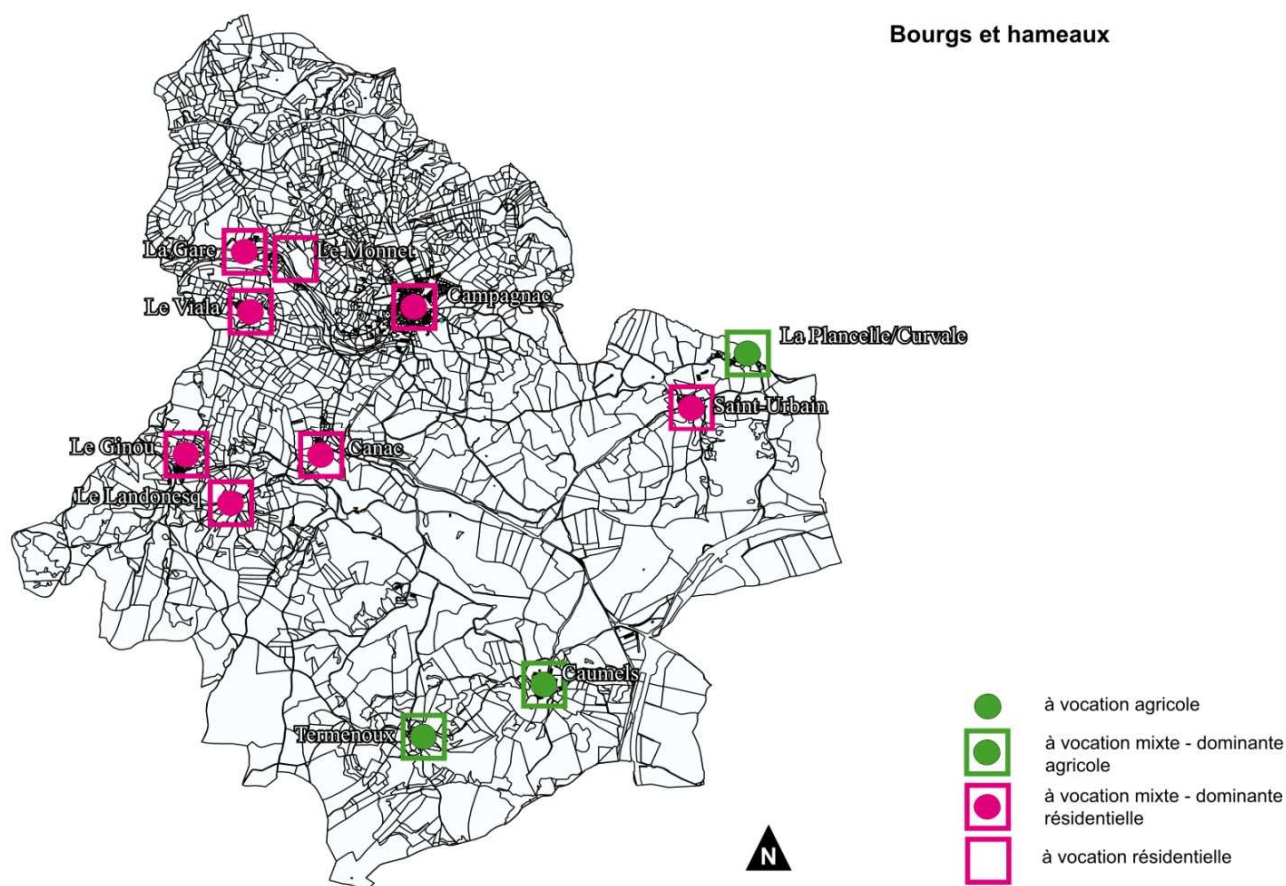 Bourgs et hameaux
La Gare
Le Monnet
Le Viala
Campagnac
La Plancelle/Curvale
Saint-Urbain
Le Ginou
Canac
Le Landonesq
Caumels
Termenoux
à vocation agricole
à vocation mixte - dominante
agricole
à vocation mixte - dominante
résidentielle
à vocation résidentielle
N